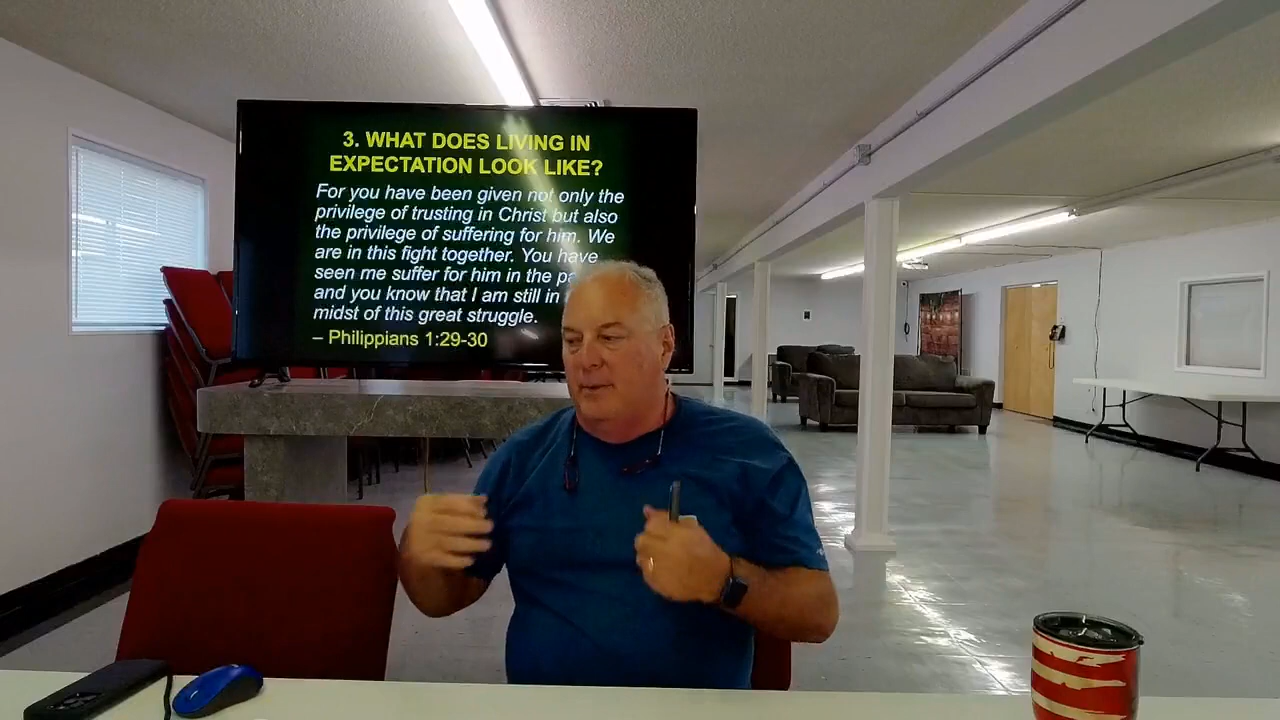 3. WHAT DOES LIVING IN
EXPECTATION LOOK LIKE?
For you have been given not only the
privilege of trusting in Christ but also
the privilege of suffering for him. We
are in this fight together. You have
seen me suffer for him in the
and you know that I am still in
midst of this great struggle.
– Philippians 1:29-30